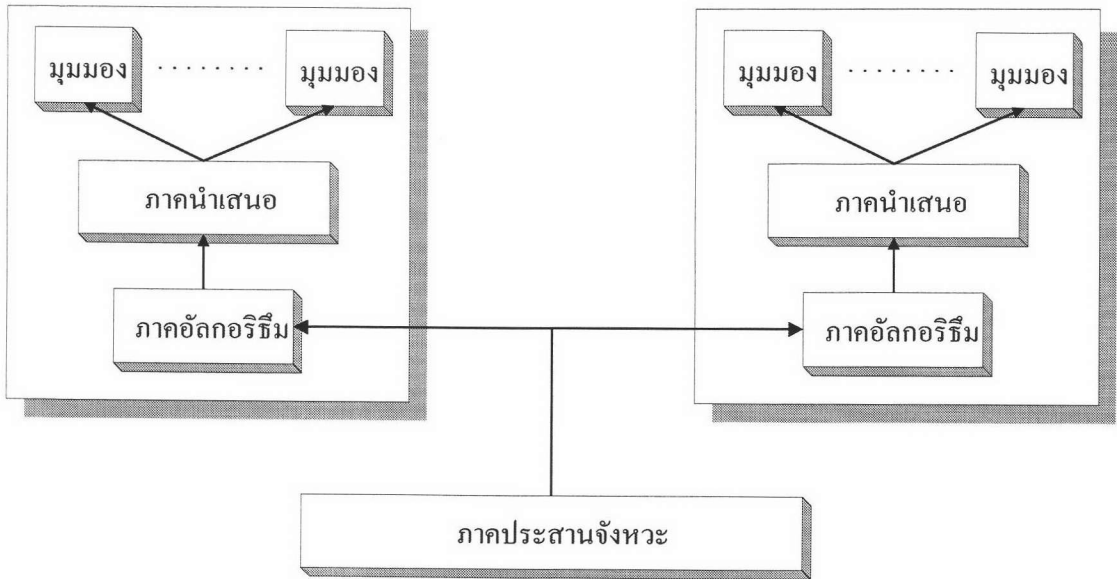 มุมมอง ........ มุมมอง
มุมมอง ........ มุมมอง
ภาคนำเสนอ
ภาคนำเสนอ
ภาคอัลกอริธึม
ภาคอัลกอริธึม
ภาคประสานจังหวะ